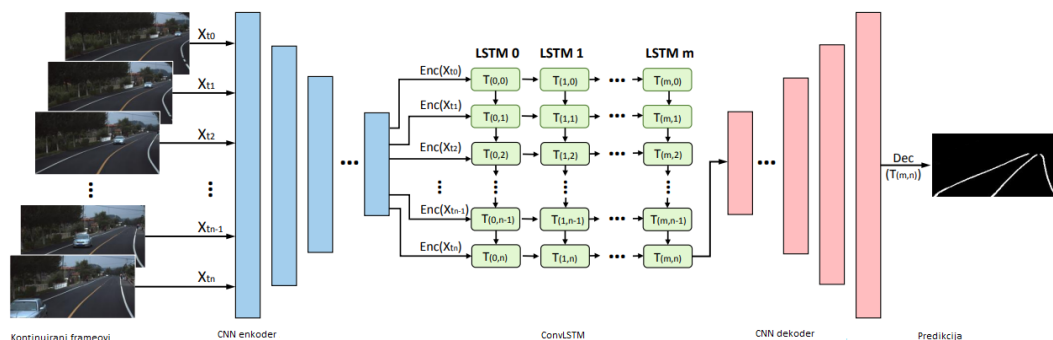 LSTM 0 LSTM 1 LSTM m
Xt0
Enc(Xt0)
T(0,0) T(1,0) ••• T(m,0)
Xt1
Enc(Xt1)
T(0,1) T(1,1) ••• T(m,1)
Xt2
Enc(Xt2)
T(0,2) T(1,2) ••• T(m,2)
Dec
(T(m,n))
Xtn-1
Enc(Xtn-1)
T(0,n-1) T(1,n-1) ••• T(m,n-1)
Enc(Xtn)
T(0,n) T(1,n) ••• T(m,n)
Xtn
Kontinuirani frameovi CNN enkoder ConvLSTM CNN dekoder Predikcija